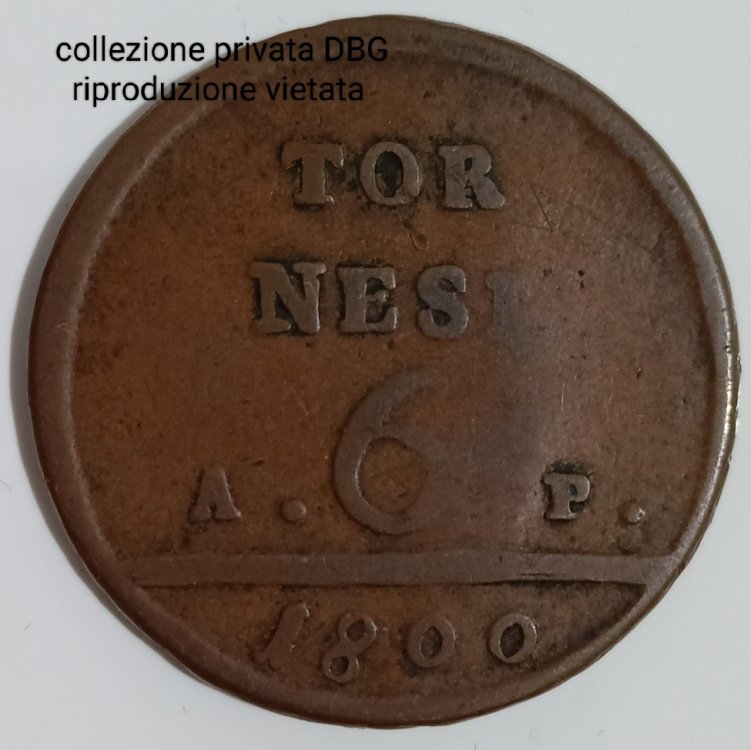 collezione privata DBG
riproduzione vietata
TOR
NESI
A . 6 P .
1800